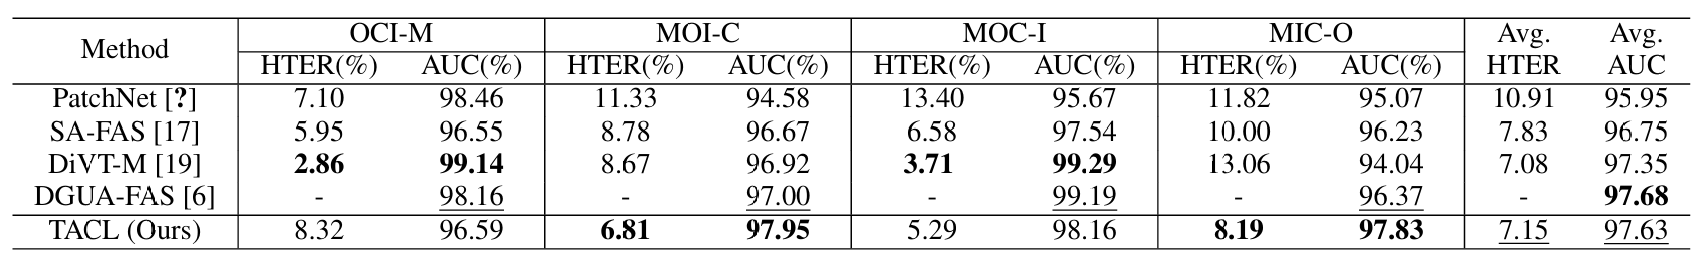 Method OCI-M MOI-C MOC-I MIC-O Avg. Avg.
HTER(%) AUC(%) HTER(%) AUC(%) HTER(%) AUC(%) HTER(%) AUC(%) HTER AUC
PatchNet [?] 7.10 98.46 11.33 94.58 13.40 95.67 11.82 95.07 10.91 95.95
SA-FAS [17] 5.95 96.55 8.78 96.67 6.58 97.54 10.00 96.23 7.83 96.75
DiVT-M [19] 2.86 99.14 8.67 96.92 3.71 99.29 13.06 94.04 7.08 97.35
DGUA-FAS [6] - 98.16 - 97.00 - 99.19 - 96.37 - 97.68
TACL (Ours) 8.32 96.59 6.81 97.95 5.29 98.16 8.19 97.83 7.15 97.63